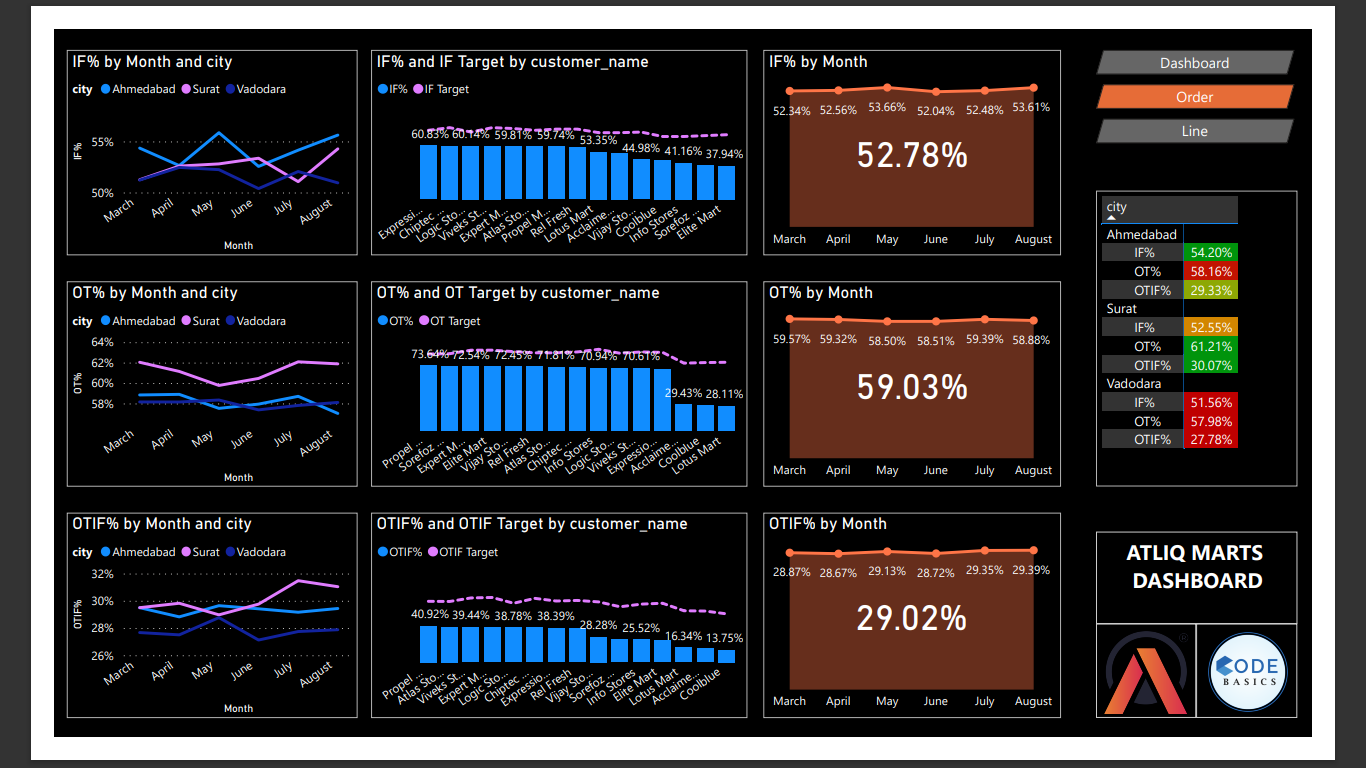 IF% by Month and city
city Ahmedabad Surat Vadodara
55%
50%
IF%
March April May June July August
Month
IF% and IF Target by customer_name
IF% IF Target
60.83% 60.14% 59.81% 59.74% 53.35% 44.98% 41.16% 37.94%
Expressi... Chiptec ... Logic Sto... Viveks St... Expert M... Atlas Sto... Propel M... Rel Fresh Lotus Mart Acclaime... Vijay Sto... Coolblue Info Stores Sorefoz ... Elite Mart
IF% by Month
52.34% 52.56% 53.66% 52.04% 52.48% 53.61%
52.78%
March April May June July August
Dashboard
Order
Line
OT% by Month and city
city Ahmedabad Surat Vadodara
64%
62%
60%
58%
OT%
March April May June July August
Month
OT% and OT Target by customer_name
OT% OT Target
73.64% 72.54% 72.45% 71.81% 70.94% 70.61% 29.43% 28.11%
Propel ... Sorefoz ... Expert M... Elite Mart Vijay Sto... Rel Fresh Atlas Sto... Chiptec ... Info Stores Logic Sto... Viveks St... Expressio... Acclaime... Coolblue Lotus Mart
OT% by Month
59.57% 59.32% 58.50% 58.51% 59.39% 58.88%
59.03%
March April May June July August
city
Ahmedabad
IF% 54.20%
OT% 58.16%
OTIF% 29.33%
Surat
IF% 52.55%
OT% 61.21%
OTIF% 30.07%
Vadodara
IF% 51.56%
OT% 57.98%
OTIF% 27.78%
OTIF% by Month and city
city Ahmedabad Surat Vadodara
32%
30%
28%
26%
OTIF%
March April May June July August
Month
OTIF% and OTIF Target by customer_name
OTIF% OTIF Target
40.92% 39.44% 38.78% 38.39% 28.28% 25.52% 16.34% 13.75%
Propel ... Atlas Sto... Viveks St... Expert M... Logic Sto... Chiptec ... Expressio... Rel Fresh Vijay Sto... Sorefoz ... Info Stores Elite Mart Lotus Mart Acclaime... Coolblue
OTIF% by Month
28.87% 28.67% 29.13% 28.72% 29.35% 29.39%
29.02%
March April May June July August
ATLIQ MARTS
DASHBOARD
®
CODE
BASICS